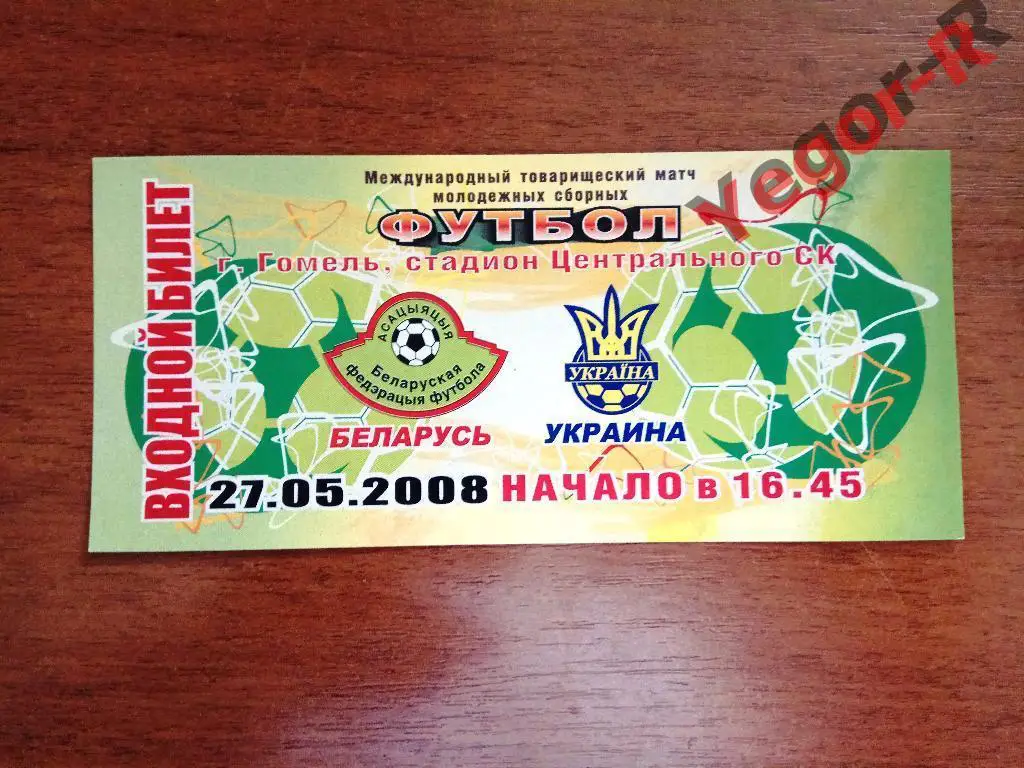 Yegor-R
Международный товарищеский матч
молодежных сборных
ФУТБОЛ
г. Гомель, стадион Центрального СК
ВХОДНОЙ БИЛЕТ
АСАЦЫЯЦЫЯ
Беларуская
федэрацыя футбола
УКРАЇНА
БЕЛАРУСЬ
УКРАИНА
27.05.2008 НАЧАЛО в 16.45